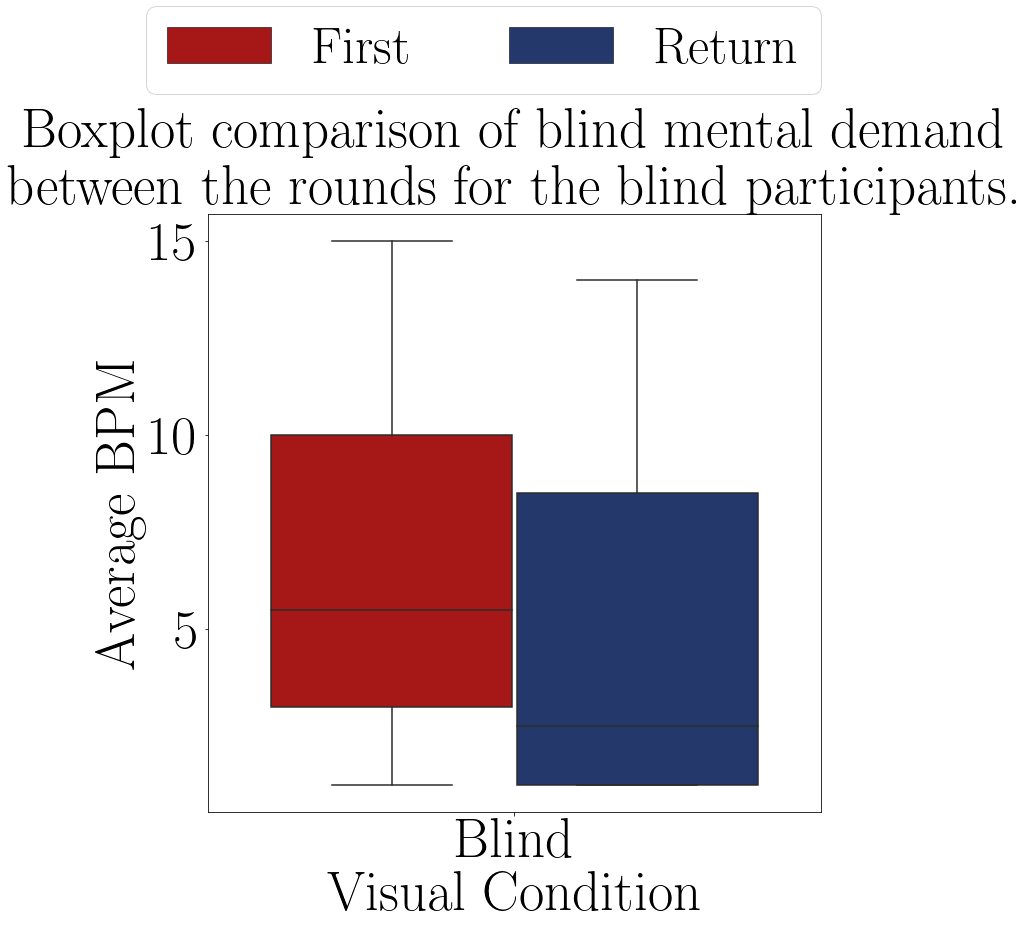 First Return
Boxplot comparison of blind mental demand
between the rounds for the blind participants.
15
10
5
Average BPM
Blind
Visual Condition